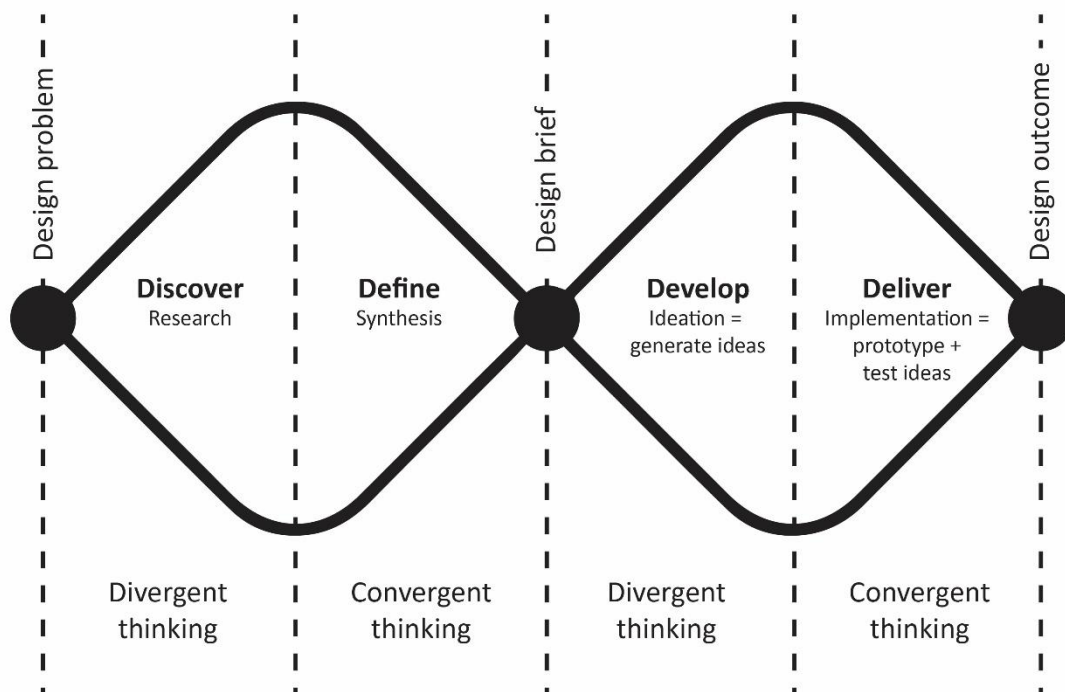 Design problem
Design brief
Design outcome
Discover
Research
Define
Synthesis
Develop
Ideation =
generate ideas
Deliver
Implementation =
prototype +
test ideas
Divergent
thinking
Convergent
thinking
Divergent
thinking
Convergent
thinking